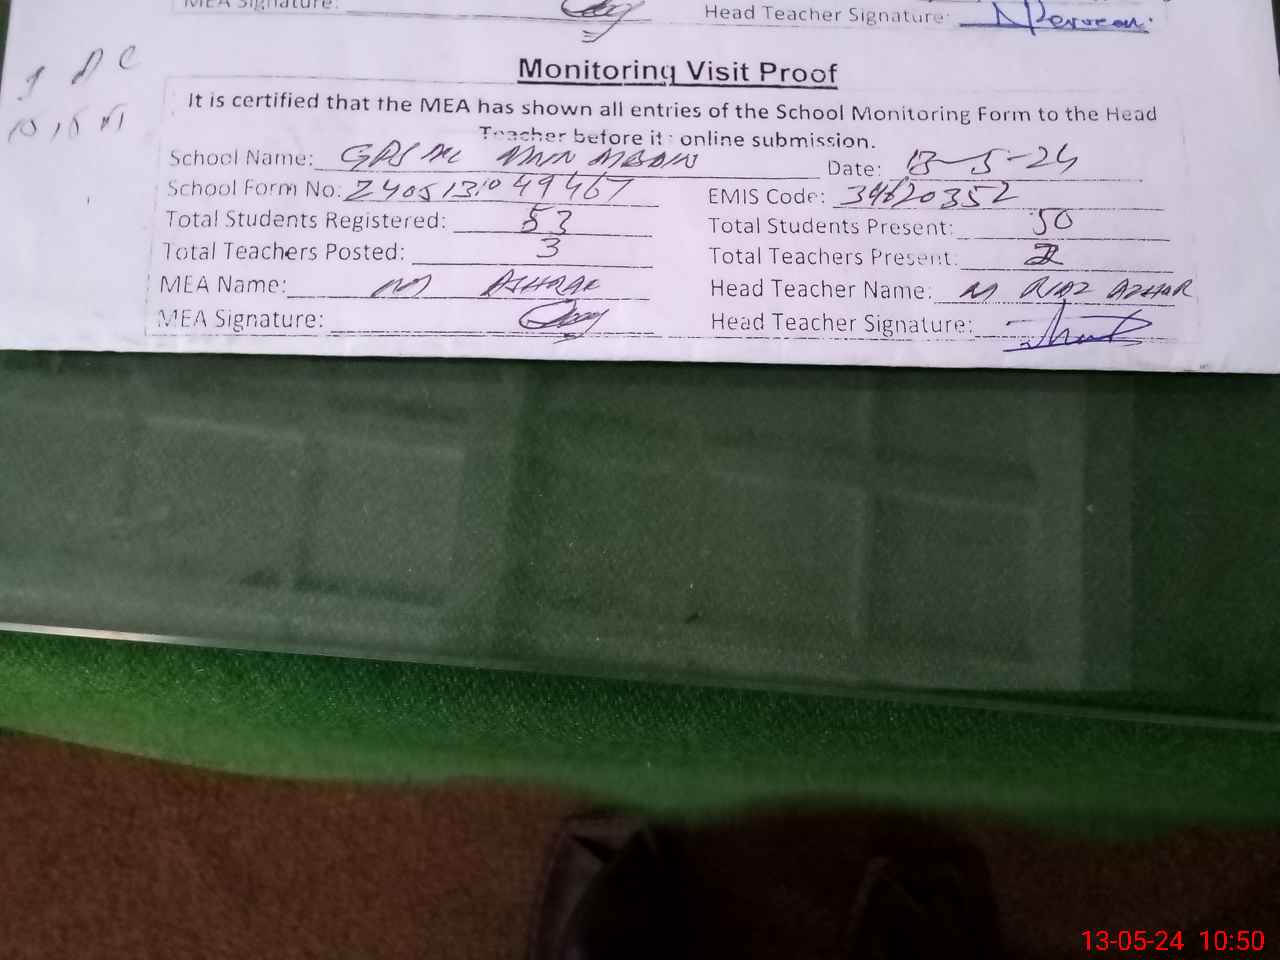 MEA Signature: Head Teacher Signature:
Monitoring Visit Proof
It is certified that the MEA has shown all entries of the School Monitoring Form to the Head
Teacher before its online submission.
School Name: Date: 13-5-24
School Form No: EMIS Code: 34620352
Total Students Registered: 53 Total Students Present: 50
Total Teachers Posted: 3 Total Teachers Present: 2
MEA Name: M Head Teacher Name: M RIAZ AZHAR
MEA Signature: Head Teacher Signature:
13-05-24 10:50